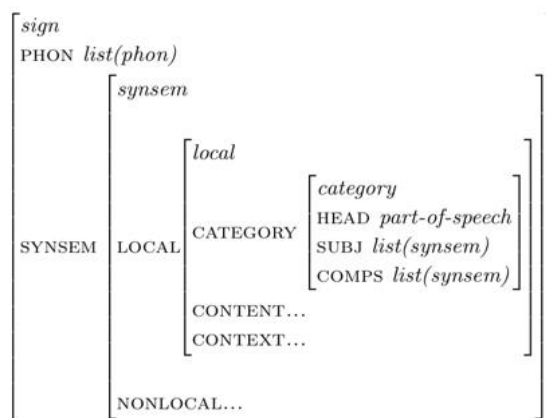 sign
PHON list(phon)
synsem
local
category
HEAD part-of-speech
SYNSEM LOCAL CATEGORY SUBJ list(synsem)
COMPS list(synsem)
CONTENT...
CONTEXT...
NONLOCAL...